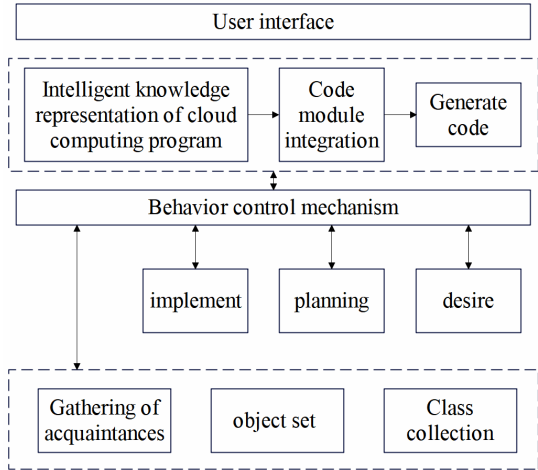 User interface
Intelligent knowledge
representation of cloud
computing program
Code
module
integration
Generate
code
Behavior control mechanism
implement
planning
desire
Gathering of
acquaintances
object set
Class
collection